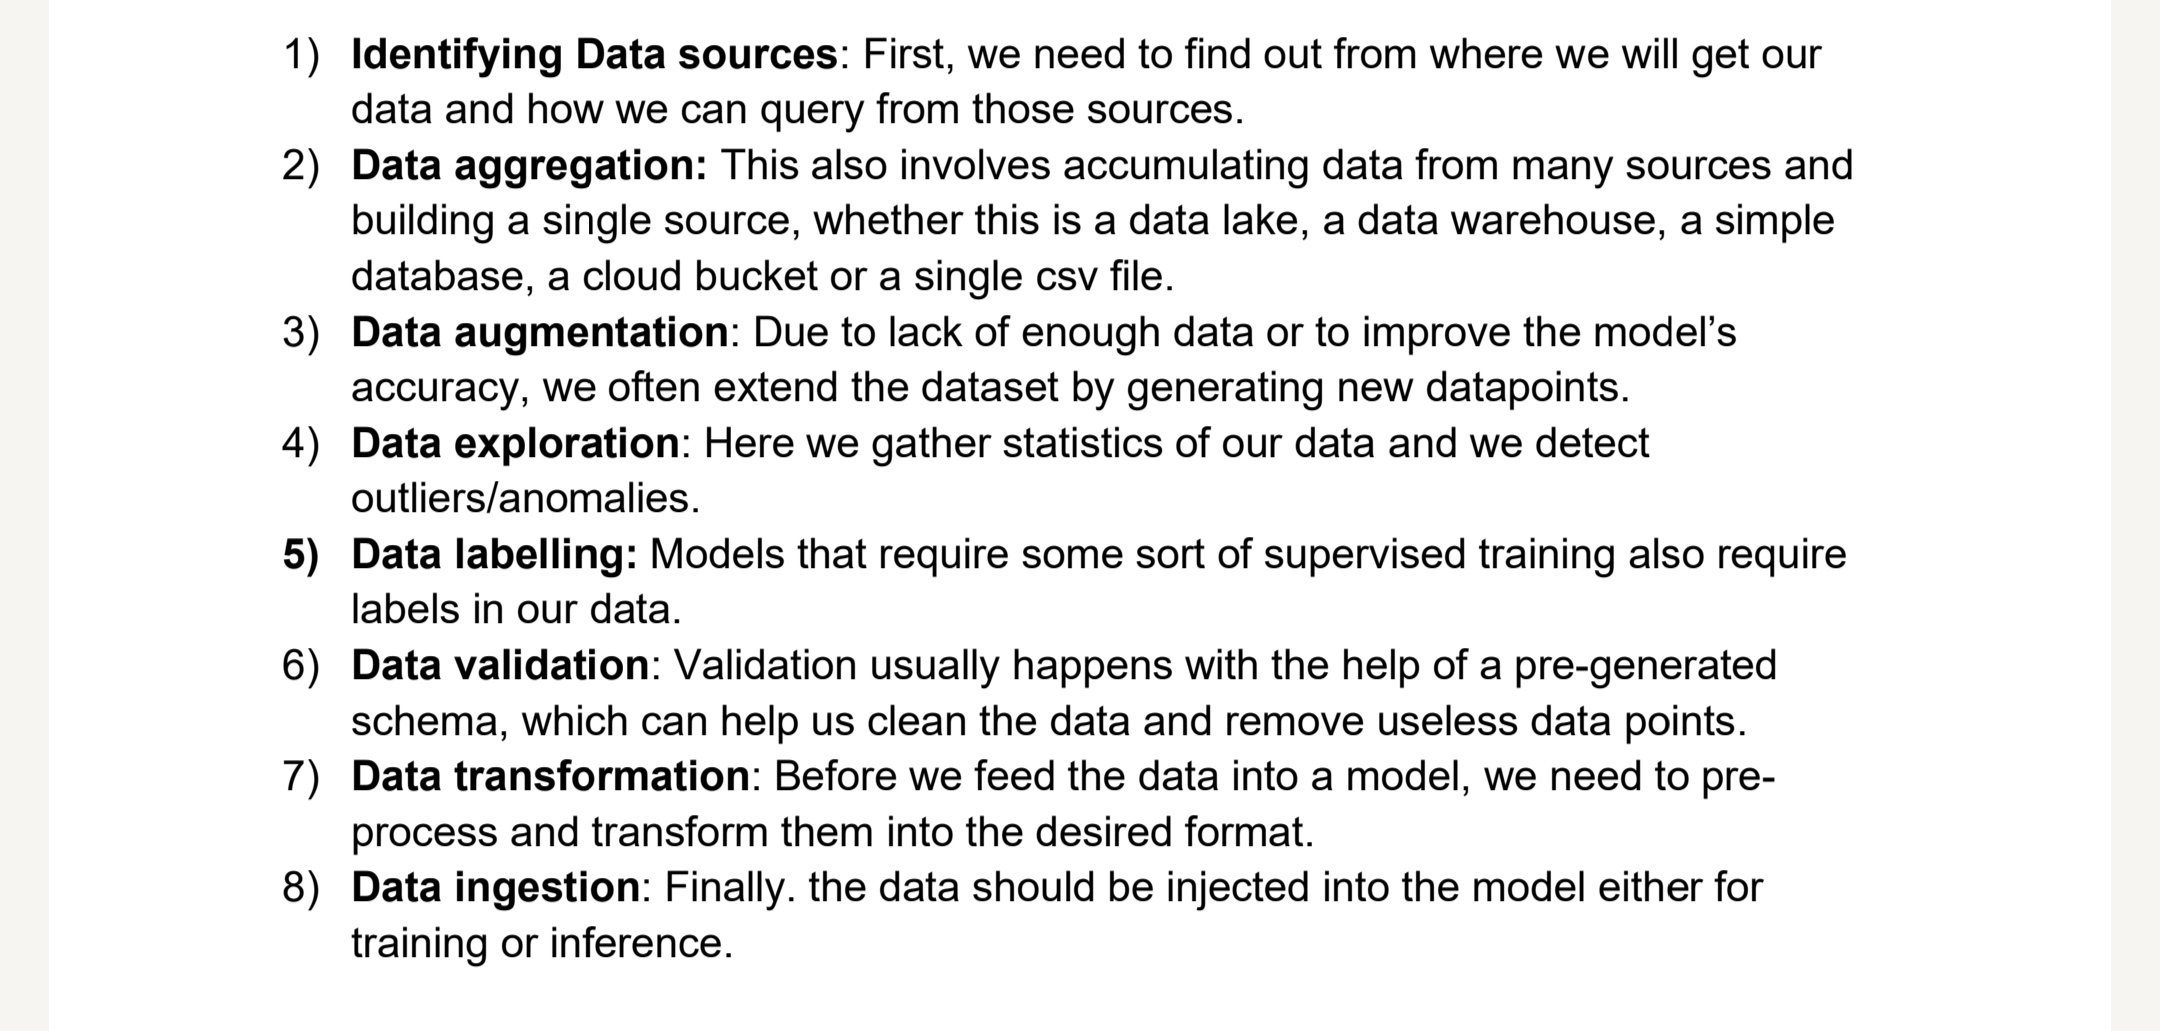 1) Identifying Data sources: First, we need to find out from where we will get our
data and how we can query from those sources.
2) Data aggregation: This also involves accumulating data from many sources and
building a single source, whether this is a data lake, a data warehouse, a simple
database, a cloud bucket or a single csv file.
3) Data augmentation: Due to lack of enough data or to improve the model’s
accuracy, we often extend the dataset by generating new datapoints.
4) Data exploration: Here we gather statistics of our data and we detect
outliers/anomalies.
5) Data labelling: Models that require some sort of supervised training also require
labels in our data.
6) Data validation: Validation usually happens with the help of a pre-generated
schema, which can help us clean the data and remove useless data points.
7) Data transformation: Before we feed the data into a model, we need to pre-
process and transform them into the desired format.
8) Data ingestion: Finally. the data should be injected into the model either for
training or inference.